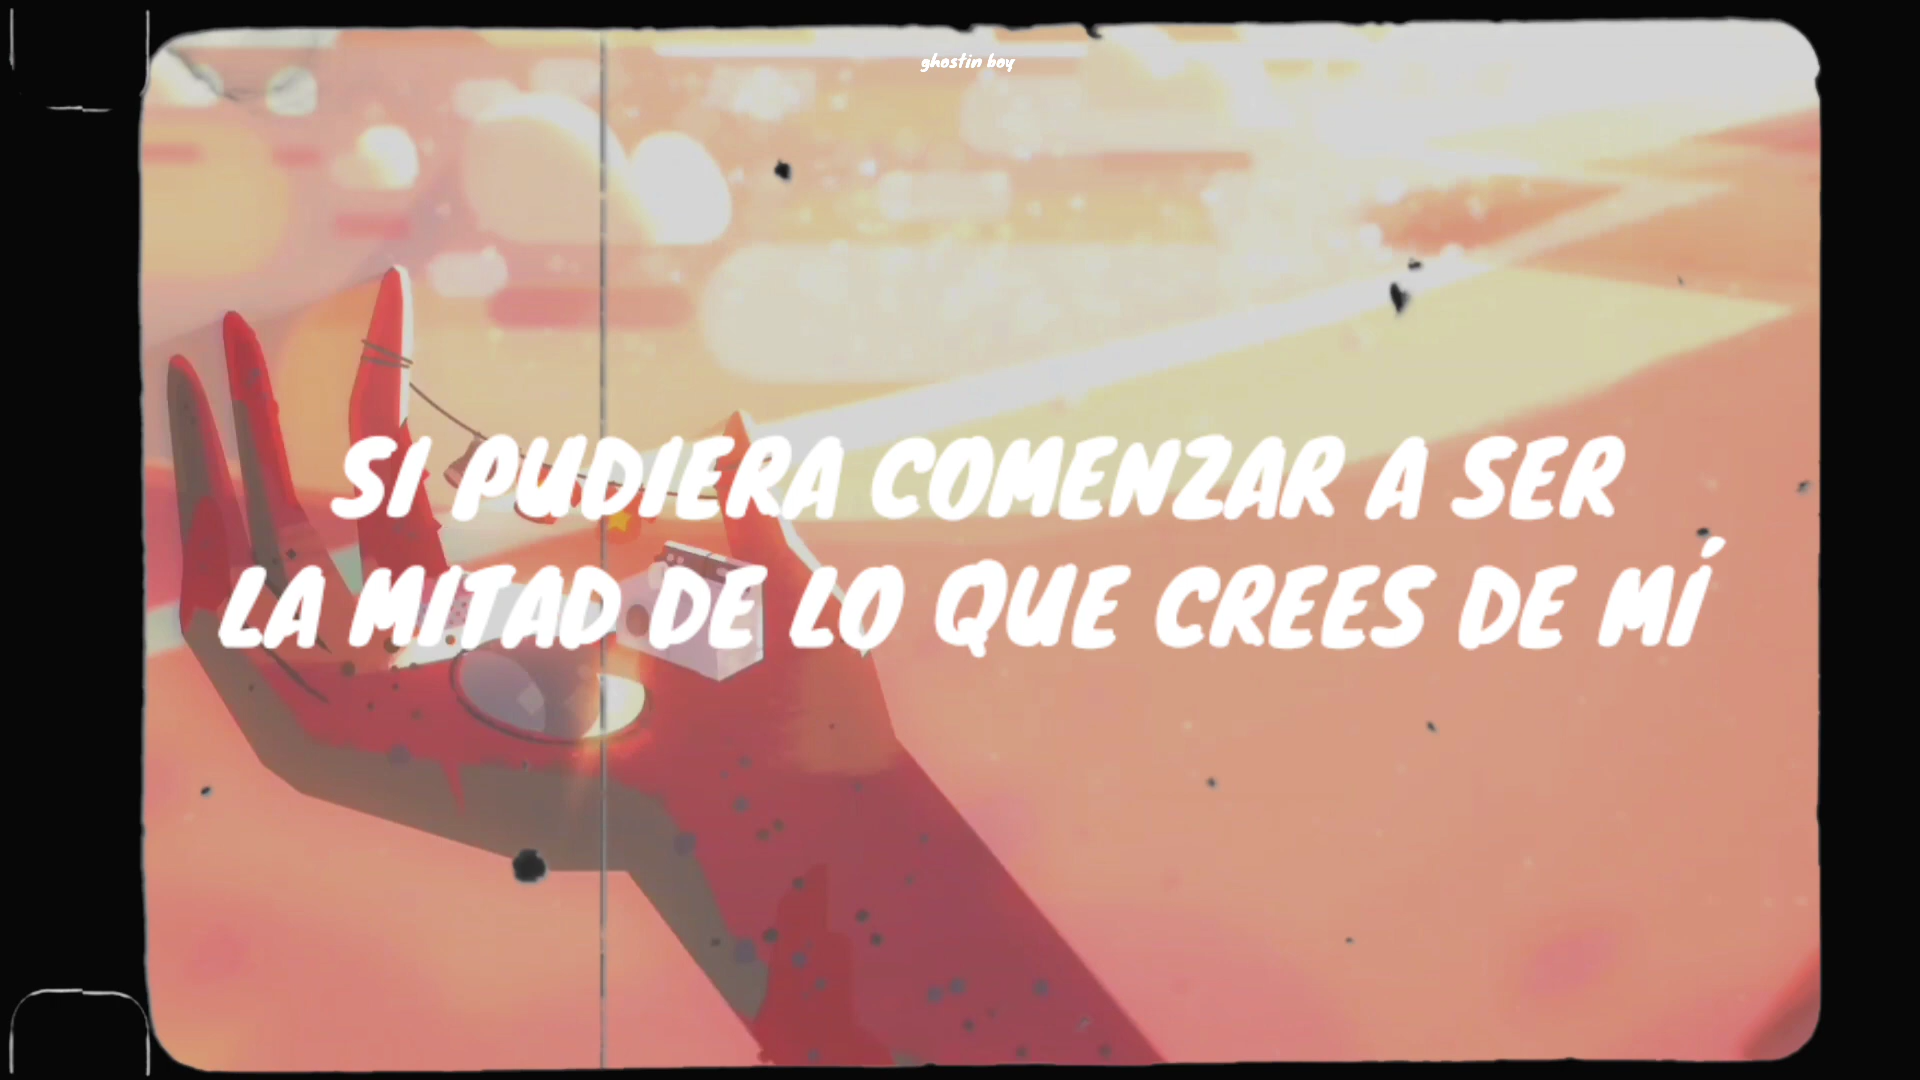 ghostin boy
SI PUDIERA COMENZAR A SER
LA MITAD DE LO QUE CREES DE MÍ